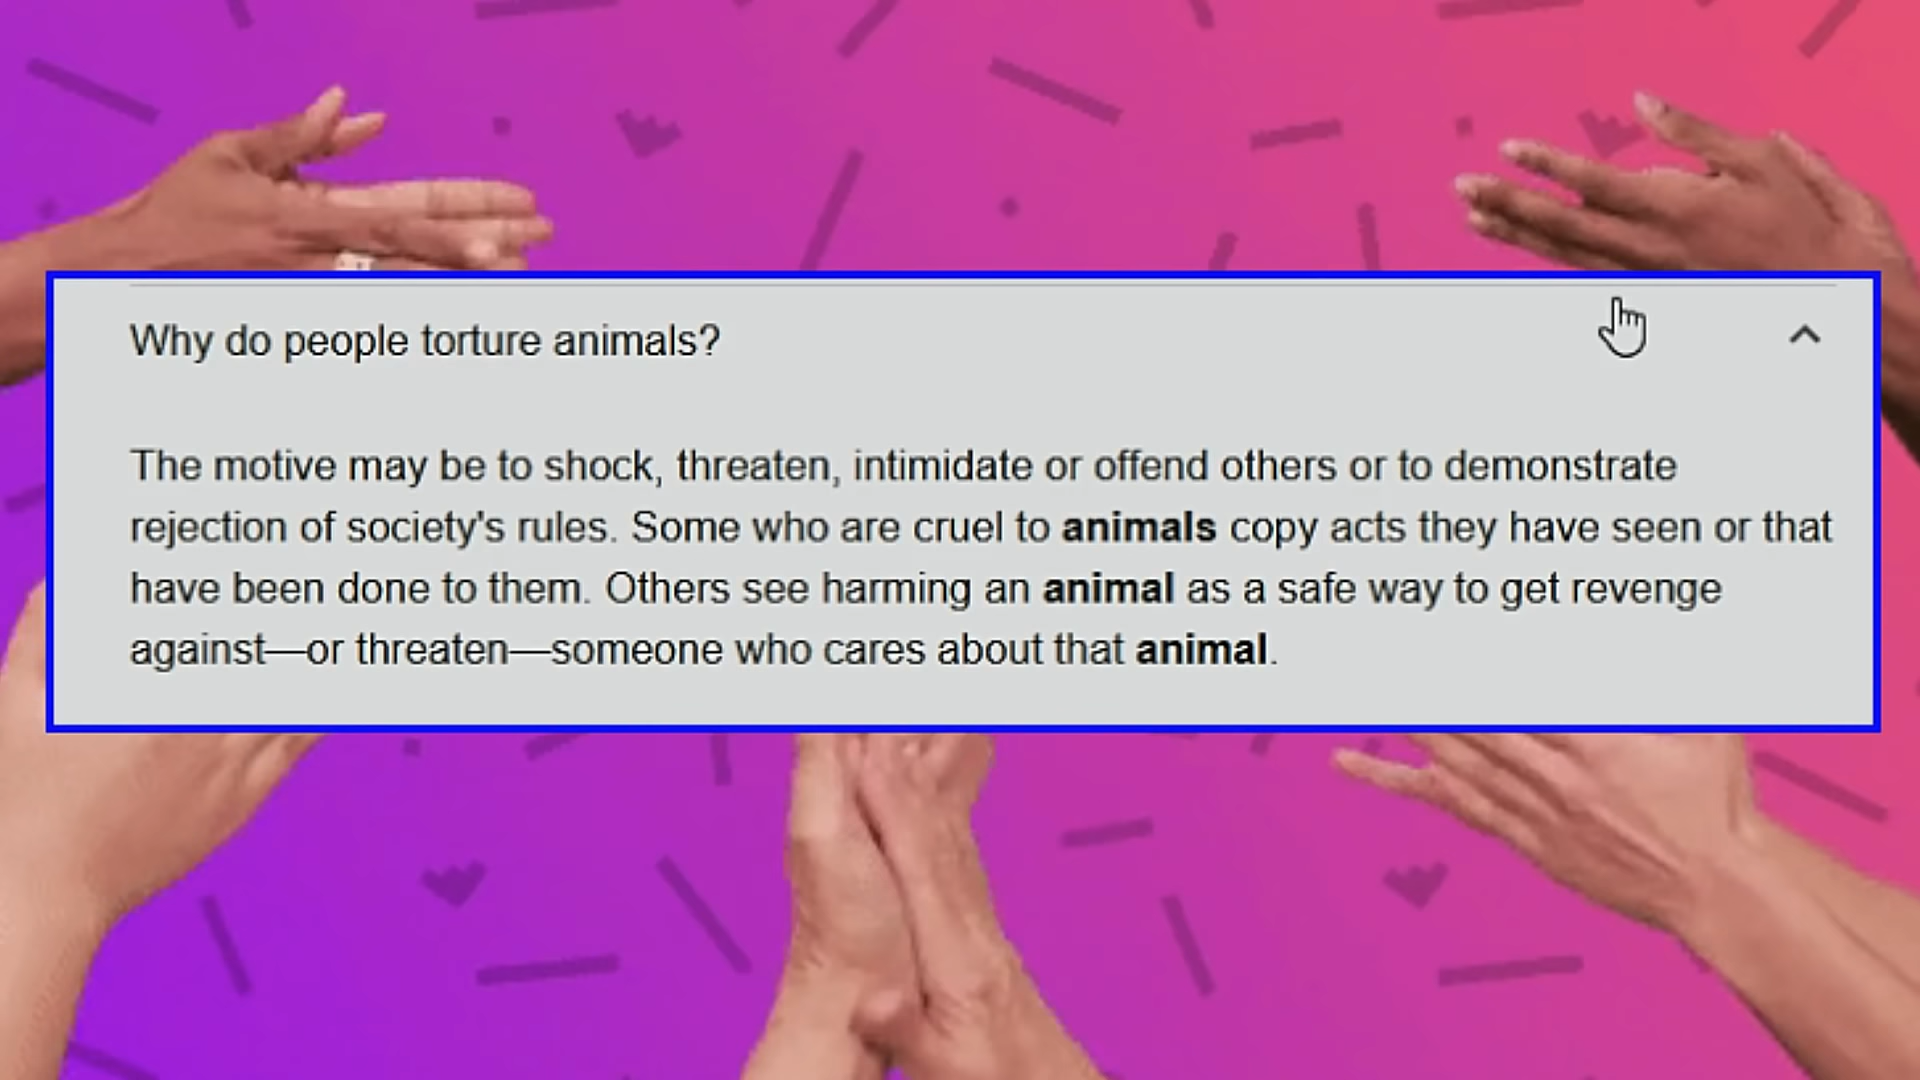 Why do people torture animals?
The motive may be to shock, threaten, intimidate or offend others or to demonstrate
rejection of society's rules. Some who are cruel to animals copy acts they have seen or that
have been done to them. Others see harming an animal as a safe way to get revenge
against—or threaten—someone who cares about that animal.